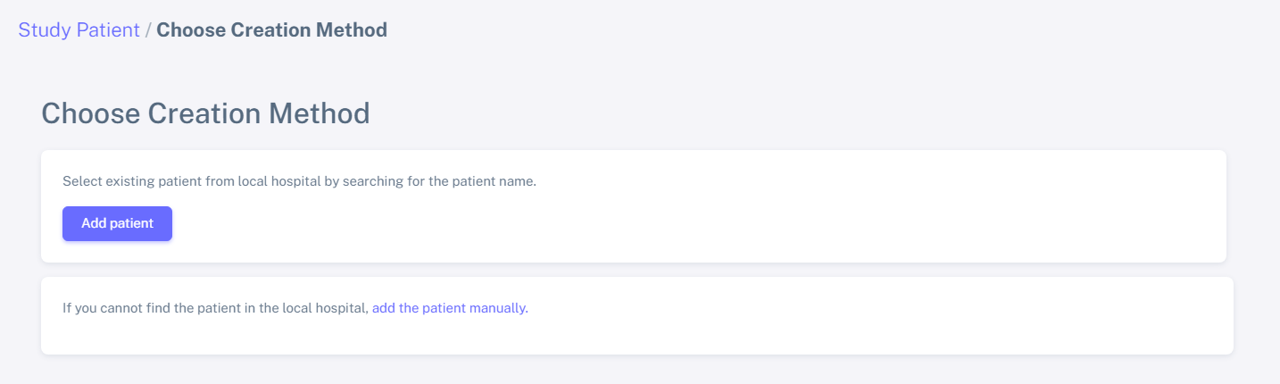 Study Patient / Choose Creation Method
Choose Creation Method
Select existing patient from local hospital by searching for the patient name.
Add patient
If you cannot find the patient in the local hospital, add the patient manually.